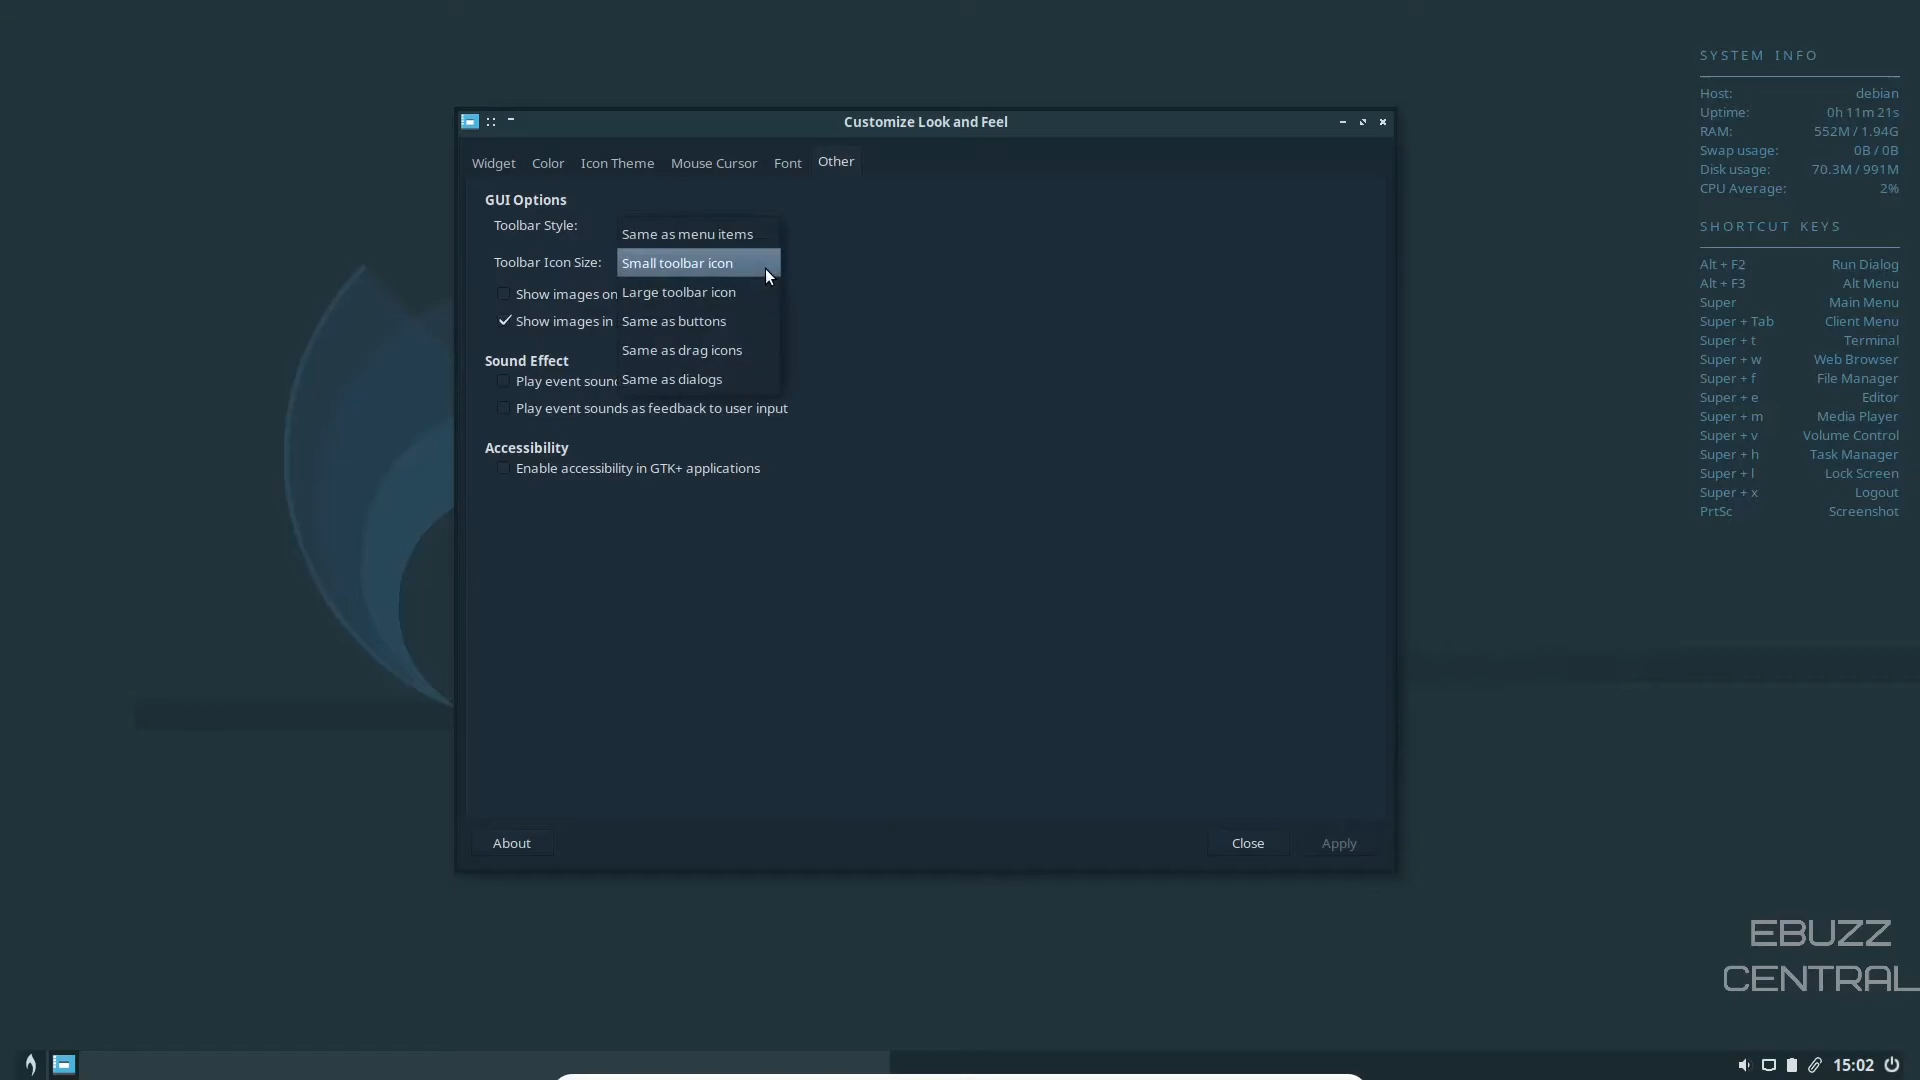 Customize Look and Feel
Widget Color Icon Theme Mouse Cursor Font Other
GUI Options
Toolbar Style:
Same as menu items
Toolbar Icon Size:
Small toolbar icon
Show images on
Large toolbar icon
Show images in
Same as buttons
Same as drag icons
Sound Effect
Same as dialogs
Play event
Play event sounds as feedback to user input
Accessibility
Enable accessibility in GTK+ applications
About Close Apply
SYSTEM INFO
Host: debian
Uptime: 0h 11m 21s
RAM: 552M / 1.94G
Swap usage: 0B / 0B
Disk usage: 70.3M / 991M
CPU Average: 2%
SHORTCUT KEYS
Alt + F2 Run Dialog
Alt + F3 Alt Menu
Super Main Menu
Super + Tab Client Menu
Super + t Terminal
Super + w Web Browser
Super + f File Manager
Super + e Editor
Super + m Media Player
Super + v Volume Control
Super + h Task Manager
Super + l Lock Screen
Super + x Logout
PrtSc Screenshot
EBUZZ
CENTRAL
15:02